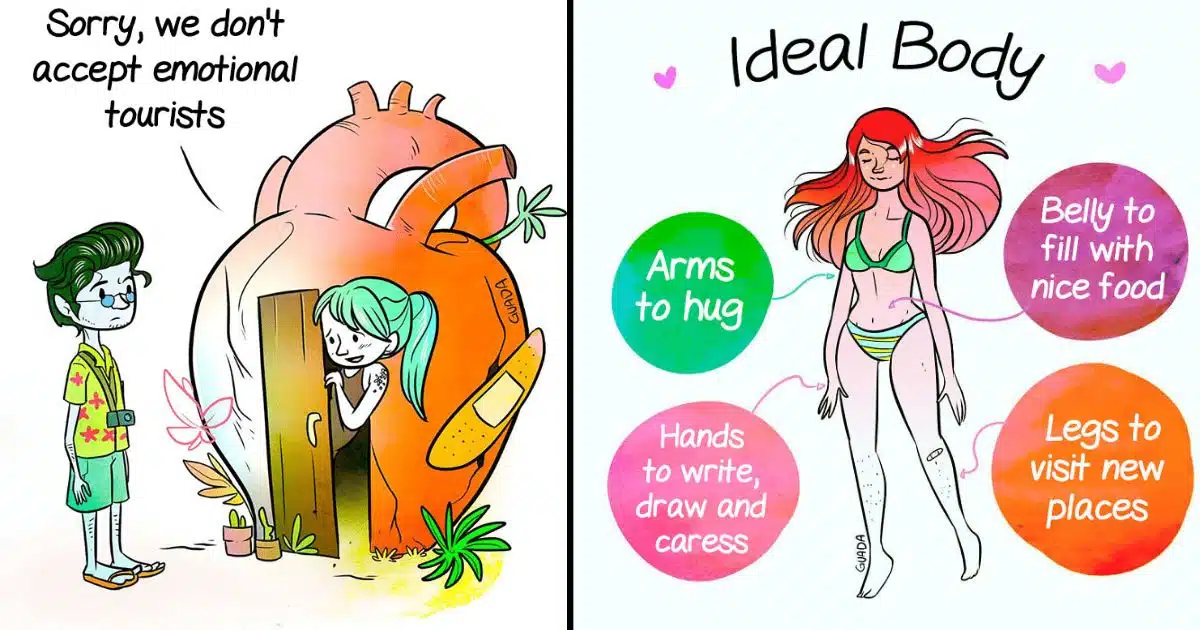 Sorry, we don't
accept emotional
tourists
GUADA
Ideal Body
Arms
to hug
Belly to
fill with
nice food
Hands
to write,
draw and
caress
Legs to
visit new
places
GUADA